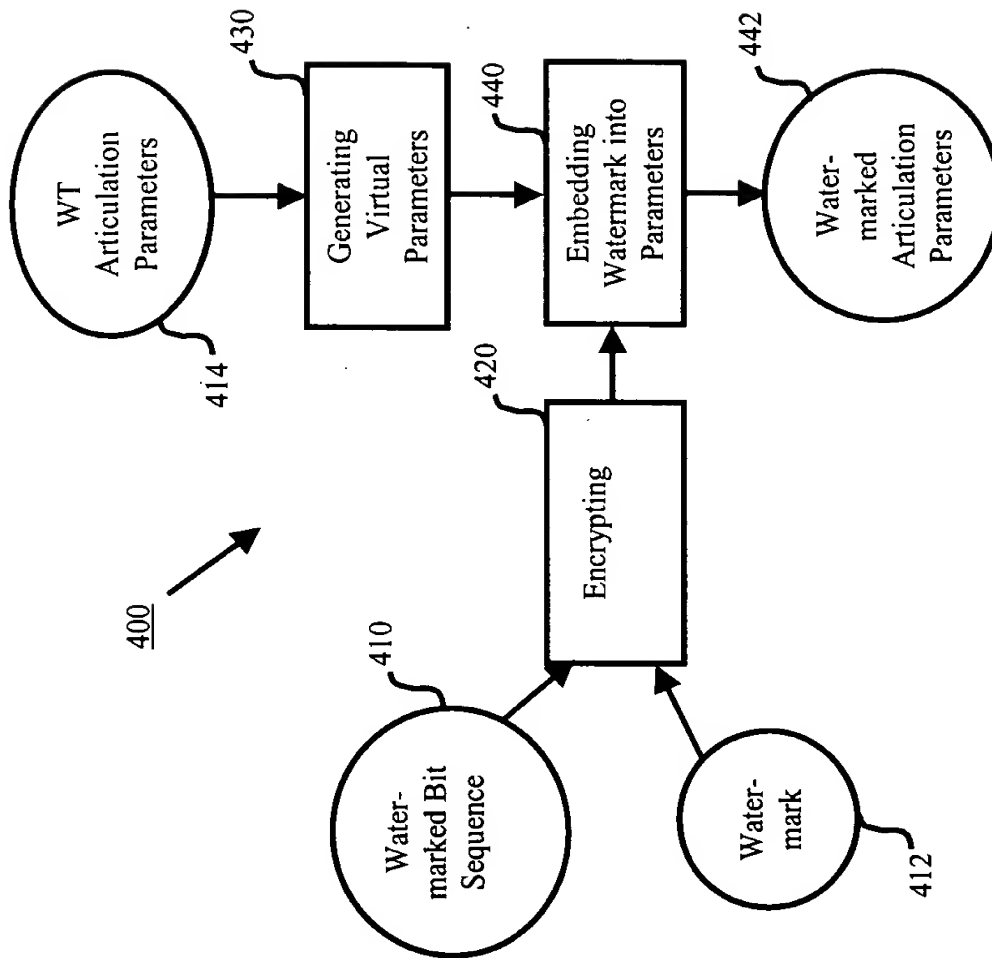 400
WT
Articulation
Parameters
414
Generating
Virtual
Parameters
430
Water-
marked Bit
Sequence
410
Water-
mark
412
Encrypting
420
Embedding
Watermark into
Parameters
440
Water-
marked
Articulation
Parameters
442